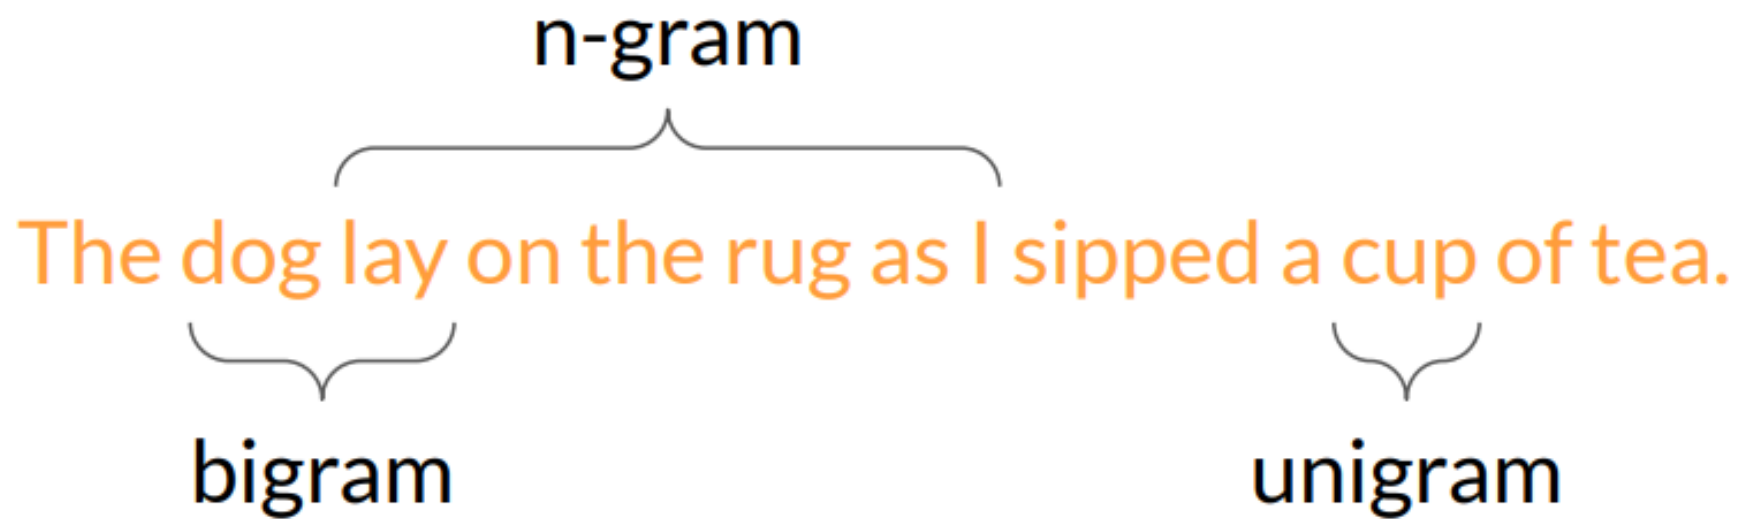 n-gram
The dog lay on the rug as I sipped a cup of tea.
bigram
unigram